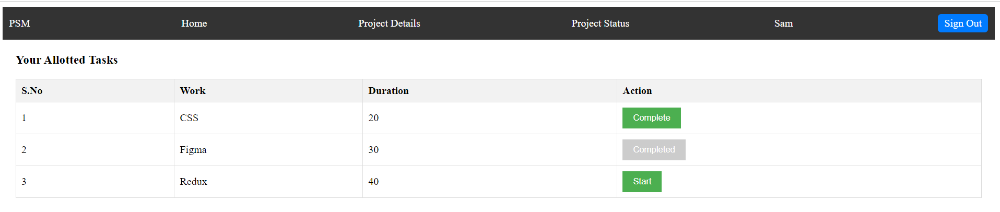 PSM Home Project Details Project Status Sam Sign Out
Your Allotted Tasks
S.No Work Duration Action
1 CSS 20 Complete
2 Figma 30 Completed
3 Redux 40 Start